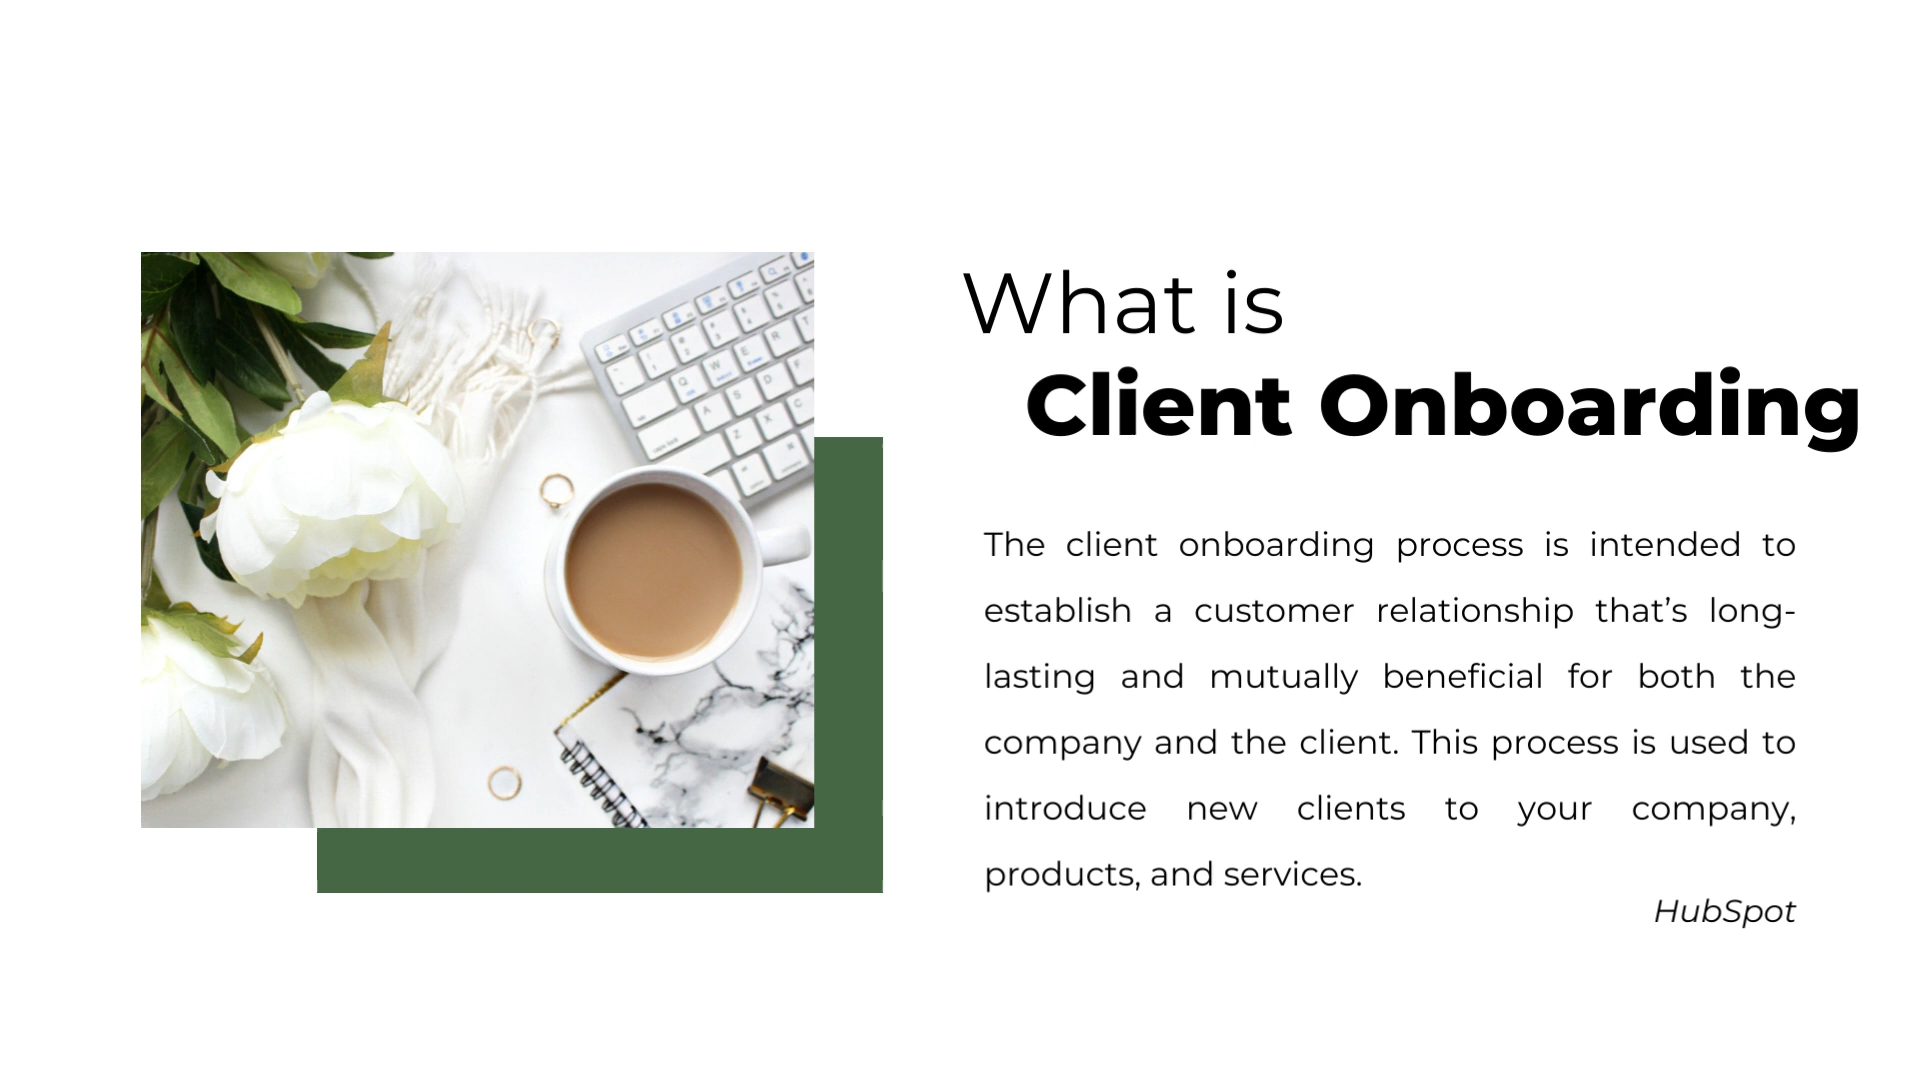 What is
Client Onboarding
The client onboarding process is intended to
establish a customer relationship that’s long-
lasting and mutually beneficial for both the
company and the client. This process is used to
introduce new clients to your company,
products, and services.
HubSpot